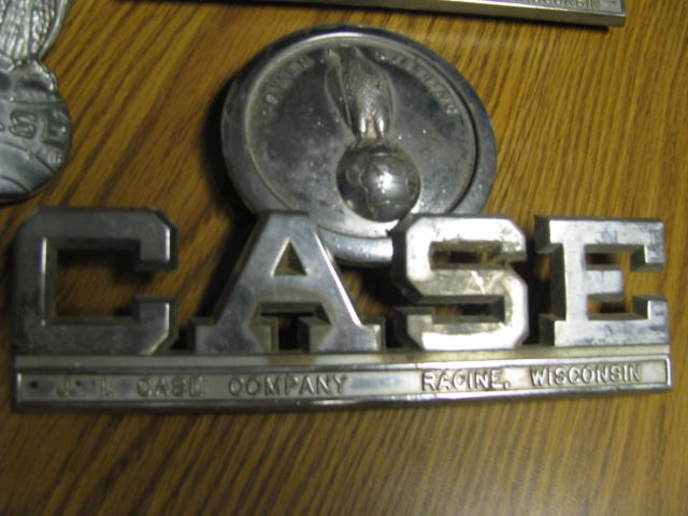 CASE
J. I. CASE COMPANY RACINE, WISCONSIN